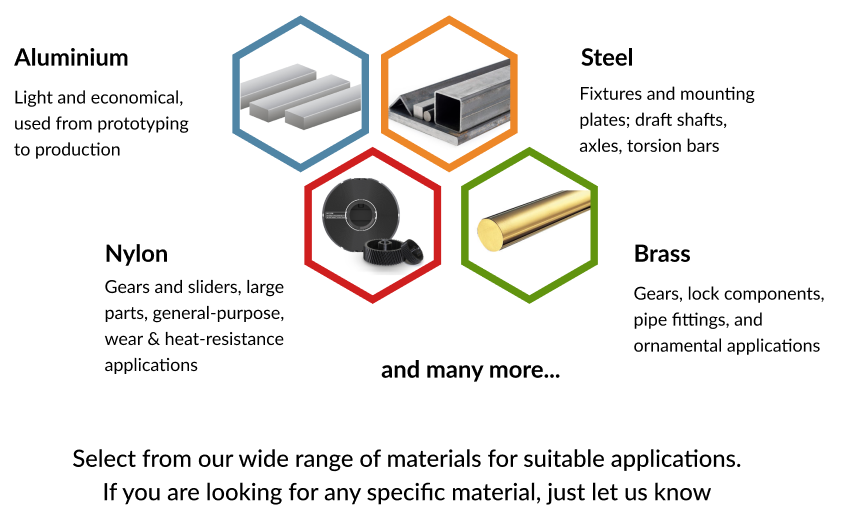 Aluminium
Light and economical,
used from prototyping
to production
Steel
Fixtures and mounting
plates; draft shafts,
axles, torsion bars
Nylon
Gears and sliders, large
parts, general-purpose,
wear & heat-resistance
applications
Brass
Gears, lock components,
pipe fittings, and
ornamental applications
and many more...
Select from our wide range of materials for suitable applications.
If you are looking for any specific material, just let us know